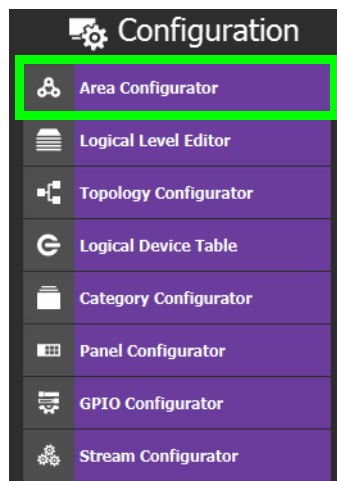 Configuration
Area Configurator
Logical Level Editor
Topology Configurator
Logical Device Table
Category Configurator
Panel Configurator
GPIO Configurator
Stream Configurator